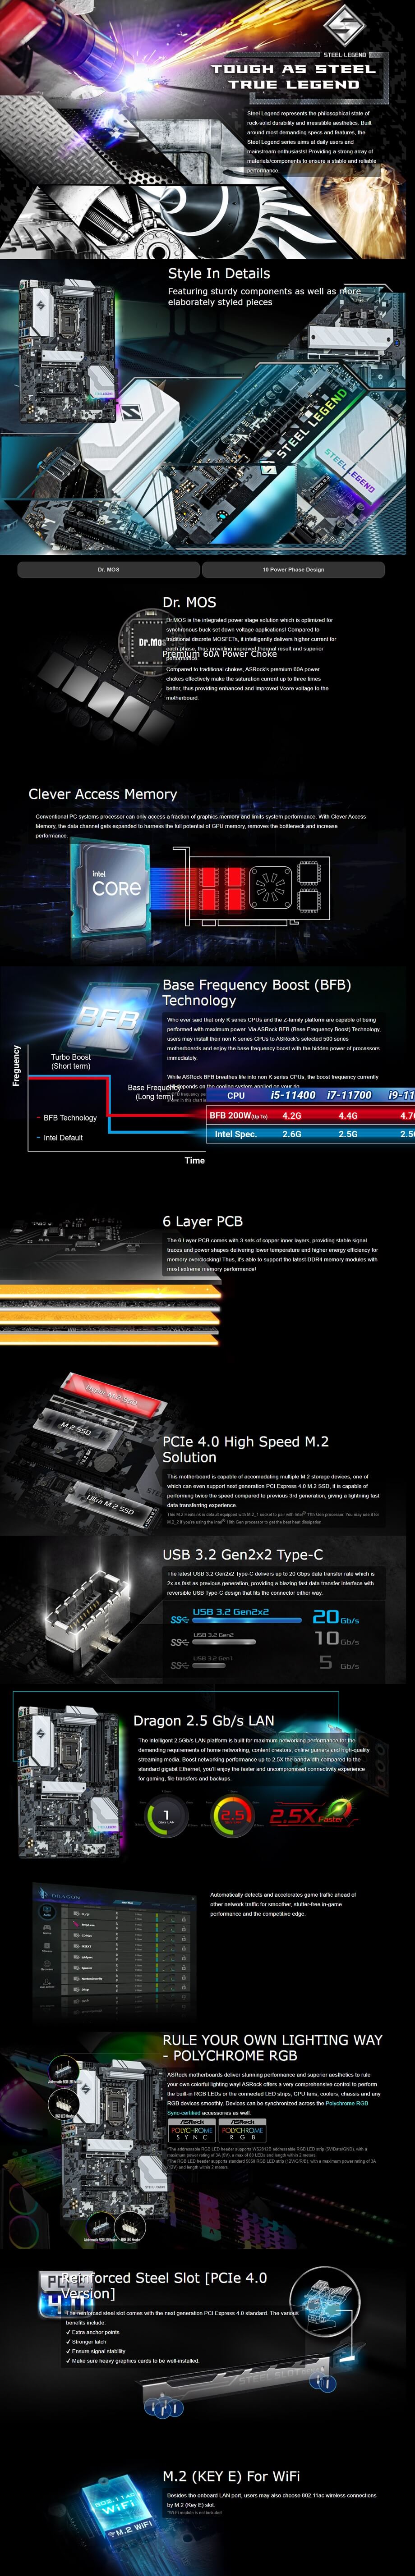 STEEL LEGEND
TOUGH AS STEEL
TRUE LEGEND
Steel Legend represents the philosophical state of
rock-solid durability and irresistible aesthetics. Built
around most demanding specs and features, the
Steel Legend series aims at daily users and
mainstream enthusiasts! Providing a strong array of
materials/components to ensure a stable and reliable
performance.
Style In Details
Featuring sturdy components as well as more
elaborately styled pieces
STEEL LEGEND
STEEL LEGEND
Dr. MOS
10 Power Phase Design
Dr. MOS
Dr.MOS
Dr.MOS is the integrated power stage solution which is optimized for
synchronous buck-set down voltage applications! Compared to
traditional discrete MOSFETs, it intelligently delivers higher current for
each phase, thus providing improved thermal result and superior
performance.
Premium 60A Power Choke
Compared to traditional chokes, ASRock's premium 60A power
chokes effectively make the saturation current up to three times
better, thus providing enhanced and improved Vcore voltage to the
motherboard.
Clever Access Memory
Conventional PC systems processor can only access a fraction of graphics memory and limits system performance. With Clever Access
Memory, the data channel gets expanded to harness the full potential of GPU memory, removes the bottleneck and increase
performance.
intel
CORE
Base Frequency Boost (BFB)
Technology
BFB
Who ever said that only K series CPUs and the Z-family platform are capable of being
performed with maximum power. Via ASRock BFB (Base Frequency Boost) Technology,
users may install their non K series CPUs to ASRock's selected 500 series
motherboards and enjoy the base frequency boost with the hidden power of processors
immediately.
While ASRock BFB breathes life into non K series CPUs, the boost frequency currently
still depends on the cooling system applied on your rig.
Frequency
Turbo Boost
(Short term)
Base Frequency
(Long term)
BFB Technology
Intel Default
Time
CPU i5-11400 i7-11700 i9-11
BFB 200W(Up To) 4.2G 4.4G 4.7
Intel Spec. 2.6G 2.5G 2.5
6 Layer PCB
The 6 Layer PCB comes with 3 sets of copper inner layers, providing stable signal
traces and power shapes delivering lower temperature and higher energy efficiency for
memory overclocking! Thus, it's able to support the latest DDR4 memory modules with
most extreme memory performance!
M.2 SSD
Ultra M.2 SSD
PCIe 4.0 High Speed M.2
Solution
This motherboard is capable of accomadating multiple M.2 storage devices, one of
which can even support next generation PCI Express 4.0 M.2 SSD, it is capable of
performing twice the speed compared to previous 3rd generation, giving a lightning fast
data transferring experience.
This M.2 Heatsink is default equipped with M.2_1 socket to pair with Intel® 11th Gen processor. You may use it for
M.2_2 if you're using the Intel® 10th Gen processor to get the best heat dissipation.
USB 3.2 Gen2x2 Type-C
The latest USB 3.2 Gen2x2 Type-C delivers up to 20 Gbps data transfer rate which is
2x as fast as previous generation, providing a blazing fast data transfer interface with
reversible USB Type-C design that fits the connector either way.
USB 3.2 Gen2x2 20 Gb/s
USB 3.2 Gen2 10 Gb/s
USB 3.2 Gen1 5 Gb/s
Dragon 2.5 Gb/s LAN
The intelligent 2.5Gb/s LAN platform is built for maximum networking performance for the
demanding requirements of home networking, content creators, online gamers and high-quality
streaming media. Boost networking performance up to 2.5X the bandwidth compared to the
standard gigabit Ethernet, you'll enjoy the faster and uncompromised connectivity experience
for gaming, file transfers and backups.
1
2.5
2.5X Faster
DRAGON
Automatically detects and accelerates game traffic ahead of
other network traffic for smoother, stutter-free in-game
performance and the competitive edge.
RULE YOUR OWN LIGHTING WAY
- POLYCHROME RGB
ASRock motherboards deliver stunning performance and superior aesthetics to rule
your own colorful lighting way! ASRock offers a very comprehensive control to perform
the built-in RGB LEDs or the connected LED strips, CPU fans, coolers, chassis and any
RGB devices smoothly. Devices can be synchronized across the Polychrome RGB
Sync-certified accessories as well.
ASRock
POLYCHROME
SYNC
ASRock
POLYCHROME
RGB
*The addressable RGB LED header supports WS2812B addressable RGB LED strip (5V/Data/GND), with a
maximum power rating of 3A (5V), a max of 80 LEDs and length within 2 meters.
*The RGB LED header supports standard 5050 RGB LED strip (12V/G/R/B), with a maximum power rating of 3A
(12V) and length within 2 meters.
Reinforced Steel Slot [PCIe 4.0
Version]
The reinforced steel slot comes with the next generation PCI Express 4.0 standard. The various
benefits include:
✓ Extra anchor points
✓ Stronger latch
✓ Ensure signal stability
✓ Make sure heavy graphics cards to be well-installed.
STEEL SLOT
M.2 (KEY E) For WiFi
802.11AC
WiFi
M.2 WiFi
Besides the onboard LAN port, users may also choose 802.11ac wireless connections
by M.2 (Key E) slot.
*Wi-Fi module is not included